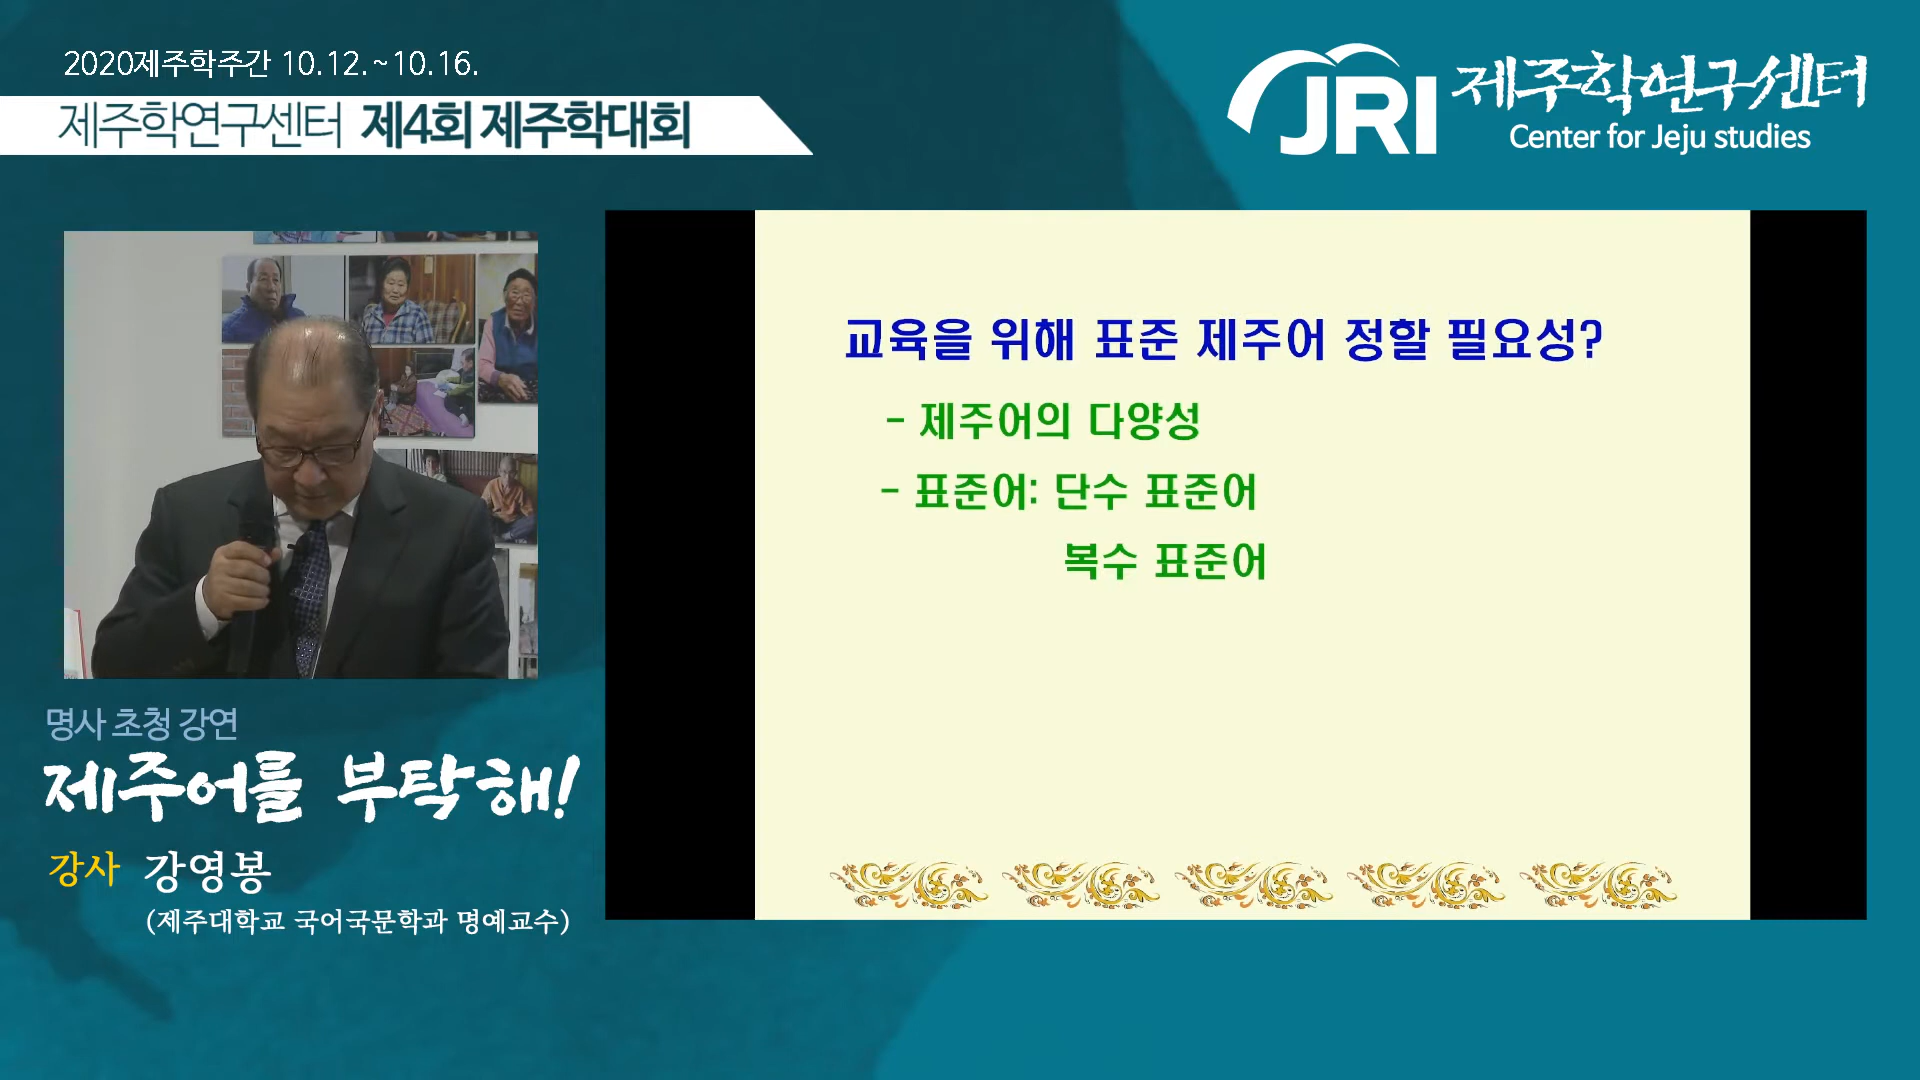 2020제주학주간 10.12.~10.16.
제주학연구센터 제4회 제주학대회
JRI 제주학연구센터
Center for Jeju studies
교육을 위해 표준 제주어 정할 필요성?
- 제주어의 다양성
- 표준어: 단수 표준어
복수 표준어
명사 초청 강연
제주어를 부탁해!
강사 강영봉
(제주대학교 국어국문학과 명예교수)